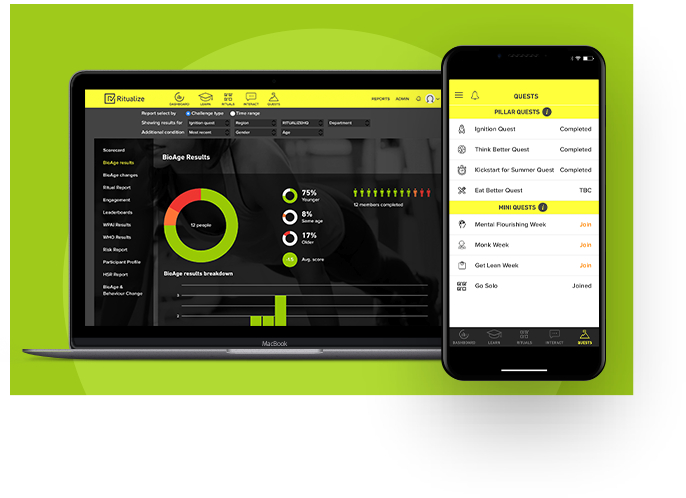 Ritualize
DASHBOARD LEARN RITUALS INTERACT QUESTS REPORTS ADMIN
Report select by Challenge type Time range
Showing results for Ignition quest Region RITUALIZEHQ Department
Additional condition Most recent Gender Age
Scorecard
BioAge results
BioAge changes
Ritual Report
Engagement
Leaderboards
WPAI Results
WHO Results
Risk Report
Participant Profile
HSR Report
BioAge &
Behaviour Change
BioAge Results
12 people
75%
Younger
8%
Same age
17%
Older
Avg. score
12 members completed
BioAge results breakdown
3
3
MacBook
QUESTS
PILLAR QUESTS i
Ignition Quest Completed
Think Better Quest Completed
Kickstart for Summer Quest Completed
Eat Better Quest TBC
MINI QUESTS i
Mental Flourishing Week Join
Monk Week Join
Get Lean Week Join
Go Solo Joined
DASHBOARD LEARN RITUALS INTERACT QUESTS